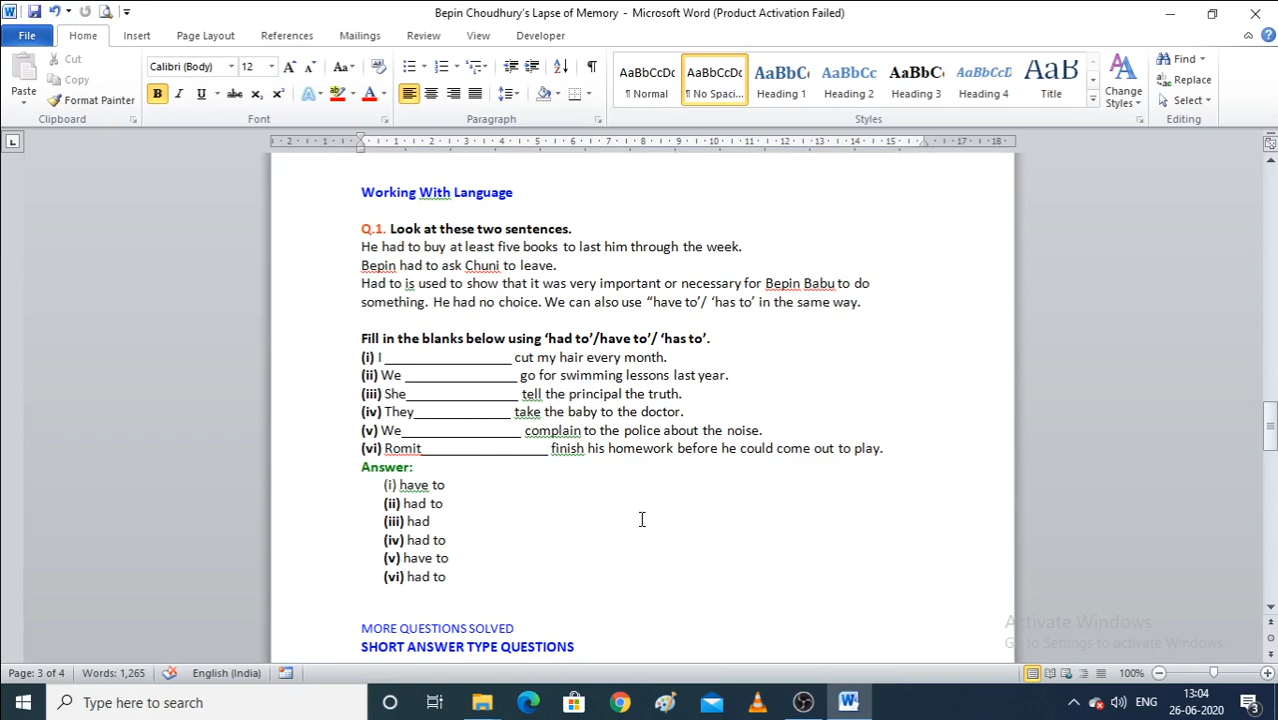 Bepin Choudhury's Lapse of Memory - Microsoft Word (Product Activation Failed)
File Home Insert Page Layout References Mailings Review View Developer
Paste Cut Copy Format Painter
Calibri (Body) 12
AaBbCcDc AaBbCcDc AaBbCc AaBbCc AaBbC AaBbCcD AaB
¶ Normal ¶ No Spaci... Heading 1 Heading 2 Heading 3 Heading 4 Title
Change Styles
Find Replace Select
Clipboard Font Paragraph Styles Editing
Working With Language
Q.1. Look at these two sentences.
He had to buy at least five books to last him through the week.
Bepin had to ask Chuni to leave.
Had to is used to show that it was very important or necessary for Bepin Babu to do
something. He had no choice. We can also use “have to’/ ‘has to’ in the same way.
Fill in the blanks below using ‘had to’/have to’/ ‘has to’.
(i) I ____________________ cut my hair every month.
(ii) We __________________ go for swimming lessons last year.
(iii) She__________________ tell the principal the truth.
(iv) They_______________ take the baby to the doctor.
(v) We___________________ complain to the police about the noise.
(vi) Romit____________________ finish his homework before he could come out to play.
Answer:
(i) have to
(ii) had to
(iii) had
(iv) had to
(v) have to
(vi) had to
MORE QUESTIONS SOLVED
SHORT ANSWER TYPE QUESTIONS
Activate Windows
Go to Settings to activate Windows.
Page: 3 of 4 Words: 1,265 English (India) 100%
Type here to search
ENG 13:04
26-06-2020 3